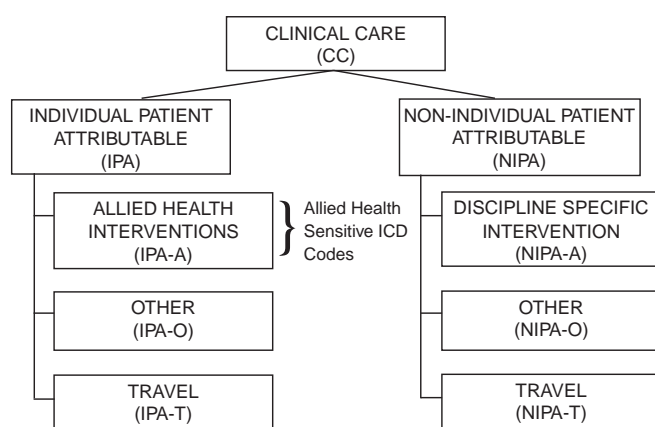 CLINICAL CARE
(CC)
INDIVIDUAL PATIENT
ATTRIBUTABLE
(IPA)
NON-INDIVIDUAL PATIENT
ATTRIBUTABLE
(NIPA)
ALLIED HEALTH
INTERVENTIONS
(IPA-A)
Allied Health
Sensitive ICD
Codes
DISCIPLINE SPECIFIC
INTERVENTION
(NIPA-A)
OTHER
(IPA-O)
OTHER
(NIPA-O)
TRAVEL
(IPA-T)
TRAVEL
(NIPA-T)